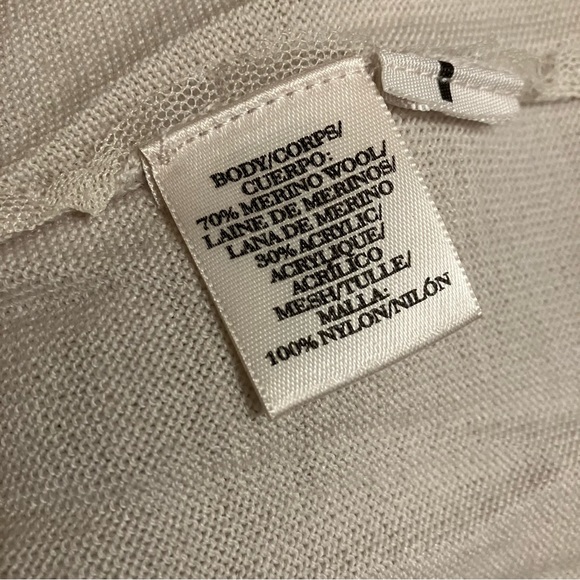 BODY/CORPS/
CUERPO:
70% MERINO WOOL/
LAINE DE MERINOS/
LANA DE MERINO
30% ACRYLIC/
ACRYLIQUE/
ACRÍLICO
MESH/TULLE/
MALLA:
100% NYLON/NILÓN